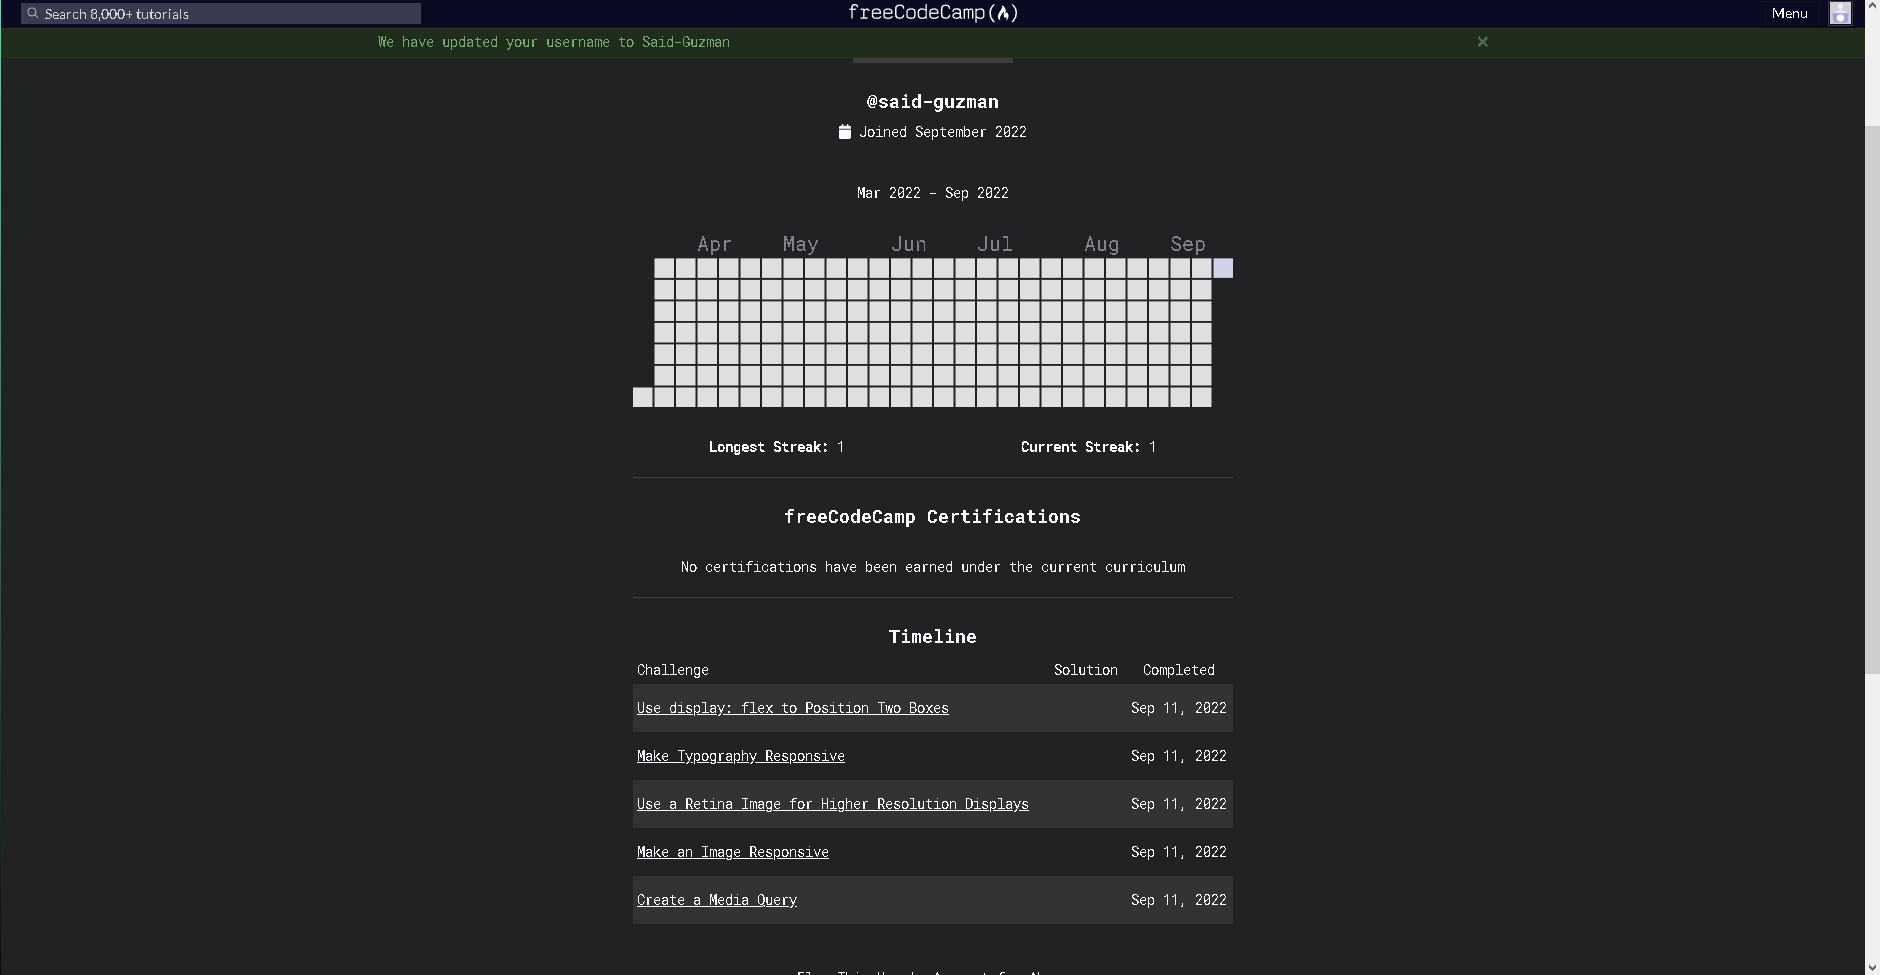 Search 8,000+ tutorials
freeCodeCamp
Menu
We have updated your username to Said-Guzman
@said-guzman
Joined September 2022
Mar 2022 - Sep 2022
Apr May Jun Jul Aug Sep
Longest Streak: 1 Current Streak: 1
freeCodeCamp Certifications
No certifications have been earned under the current curriculum
Timeline
Challenge Solution Completed
Use display: flex to Position Two Boxes Sep 11, 2022
Make Typography Responsive Sep 11, 2022
Use a Retina Image for Higher Resolution Displays Sep 11, 2022
Make an Image Responsive Sep 11, 2022
Create a Media Query Sep 11, 2022